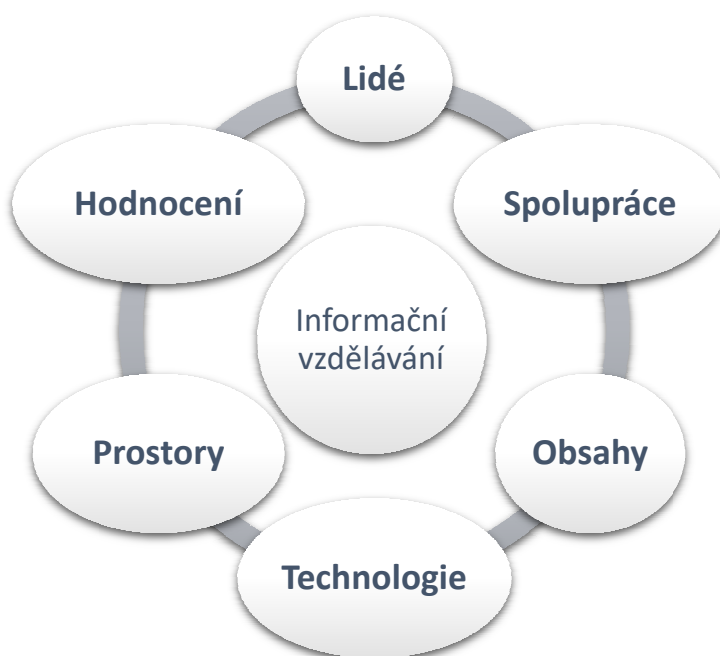 Lidé
Hodnocení
Spolupráce
Informační
vzdělávání
Prostory
Obsahy
Technologie